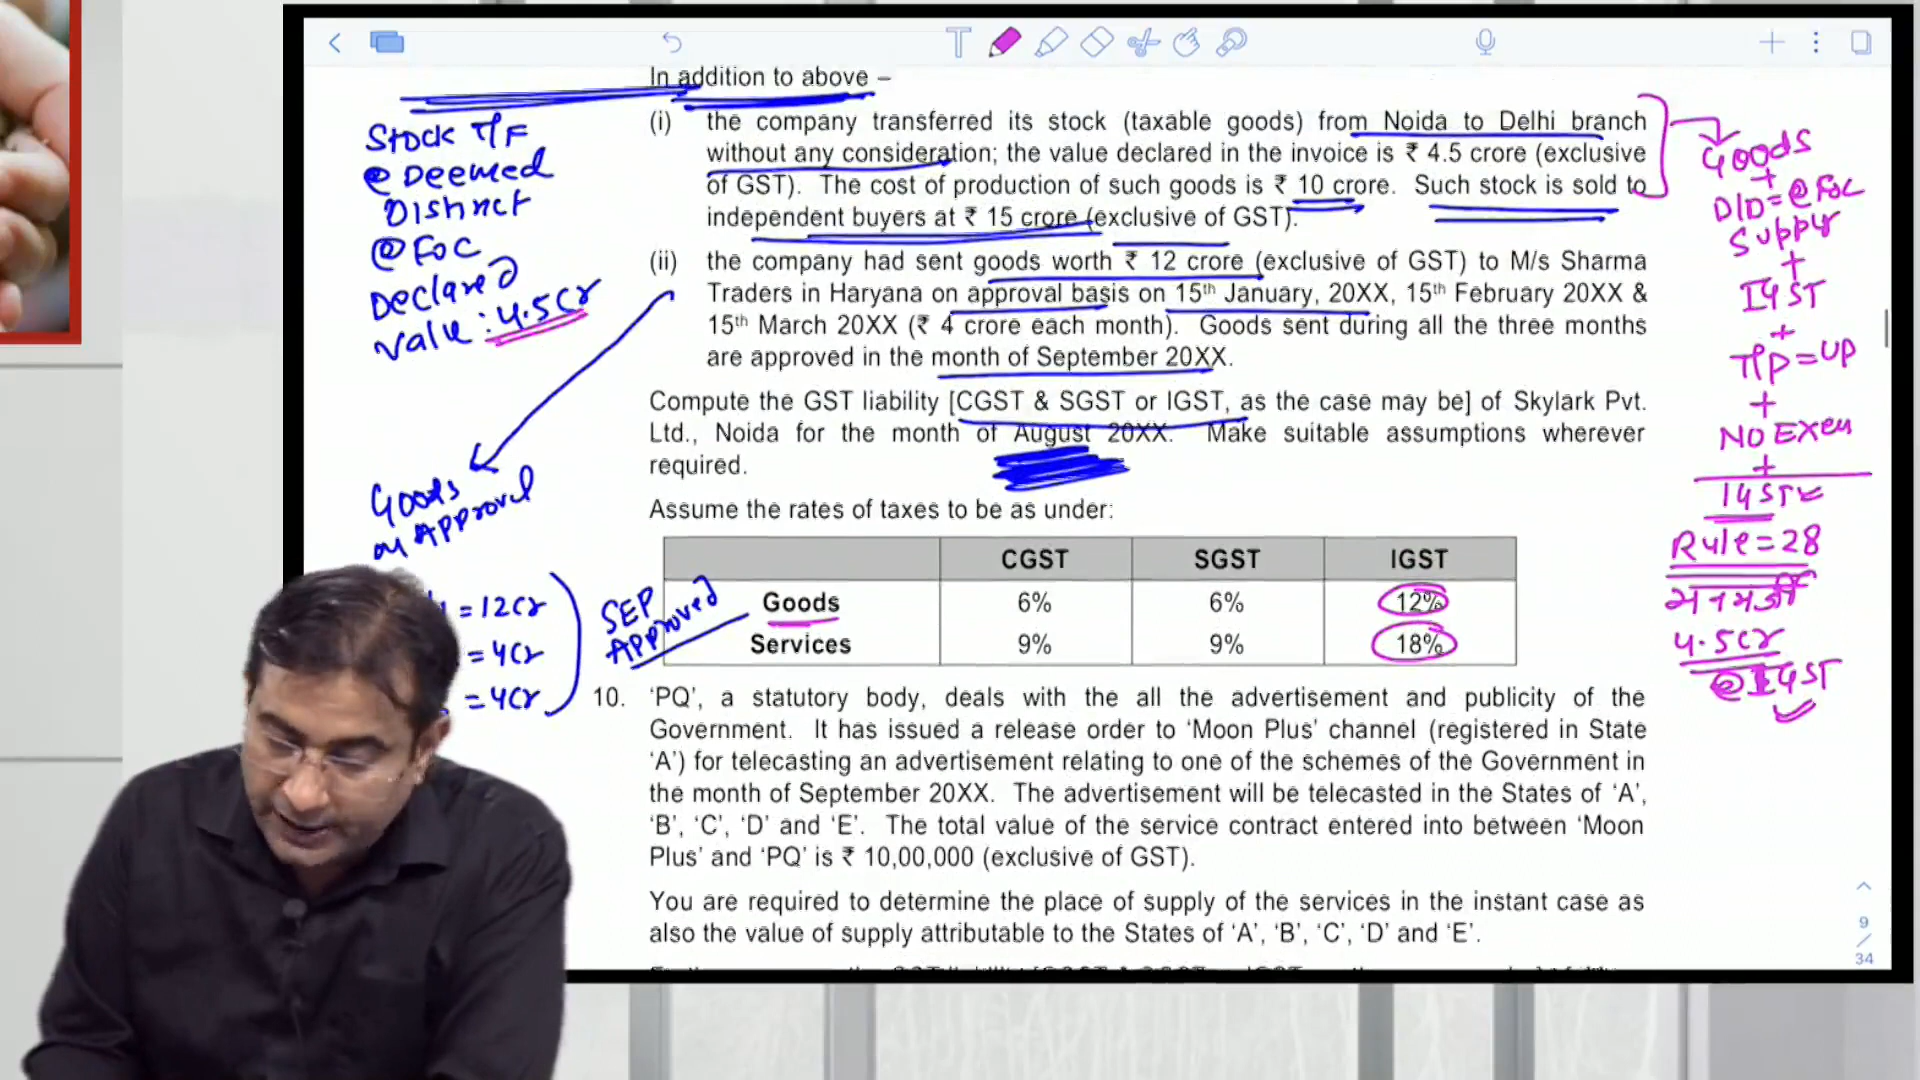 In addition to above –
(i) the company transferred its stock (taxable goods) from Noida to Delhi branch
without any consideration; the value declared in the invoice is ₹ 4.5 crore (exclusive
of GST). The cost of production of such goods is ₹ 10 crore. Such stock is sold to
independent buyers at ₹ 15 crore (exclusive of GST).
(ii) the company had sent goods worth ₹ 12 crore (exclusive of GST) to M/s Sharma
Traders in Haryana on approval basis on 15th January, 20XX, 15th February 20XX &
15th March 20XX (₹ 4 crore each month). Goods sent during all the three months
are approved in the month of September 20XX.
Compute the GST liability [CGST & SGST or IGST, as the case may be] of Skylark Pvt.
Ltd., Noida for the month of August 20XX. Make suitable assumptions wherever
required.
Assume the rates of taxes to be as under:
CGST SGST IGST
Goods 6% 6% 12%
Services 9% 9% 18%
10. ‘PQ’, a statutory body, deals with the all the advertisement and publicity of the
Government. It has issued a release order to ‘Moon Plus’ channel (registered in State
‘A’) for telecasting an advertisement relating to one of the schemes of the Government in
the month of September 20XX. The advertisement will be telecasted in the States of ‘A’,
‘B’, ‘C’, ‘D’ and ‘E’. The total value of the service contract entered into between ‘Moon
Plus’ and ‘PQ’ is ₹ 10,00,000 (exclusive of GST).
You are required to determine the place of supply of the services in the instant case as
also the value of supply attributable to the States of ‘A’, ‘B’, ‘C’, ‘D’ and ‘E’.
Stock T/F
@ Deemed
Distinct
@ FOC
Declared
Value : 4.5 Cr
Goods
on Approval
= 12 Cr
= 4 Cr
= 4 Cr
SEP
Approved
Goods
+
D/D = @ FOC
Supply
+
IGST
+
T/P = UP
+
NO Exem
+
IGST
Rule = 28
4.5 Cr
@ IGST
9
/
34